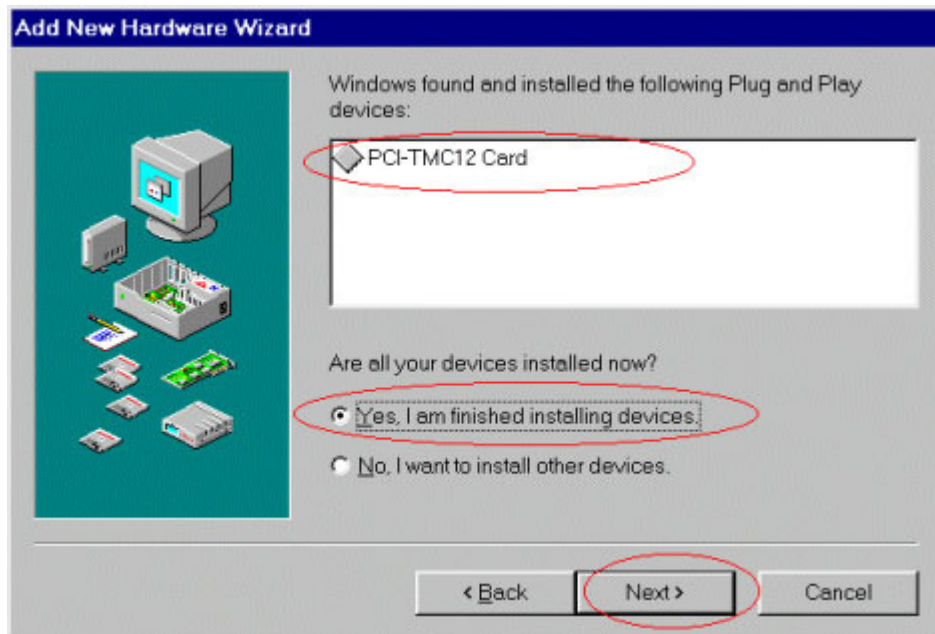 Add New Hardware Wizard
Windows found and installed the following Plug and Play
devices:
PCI-TMC12 Card
Are all your devices installed now?
Yes, I am finished installing devices.
No, I want to install other devices.
< Back
Next >
Cancel